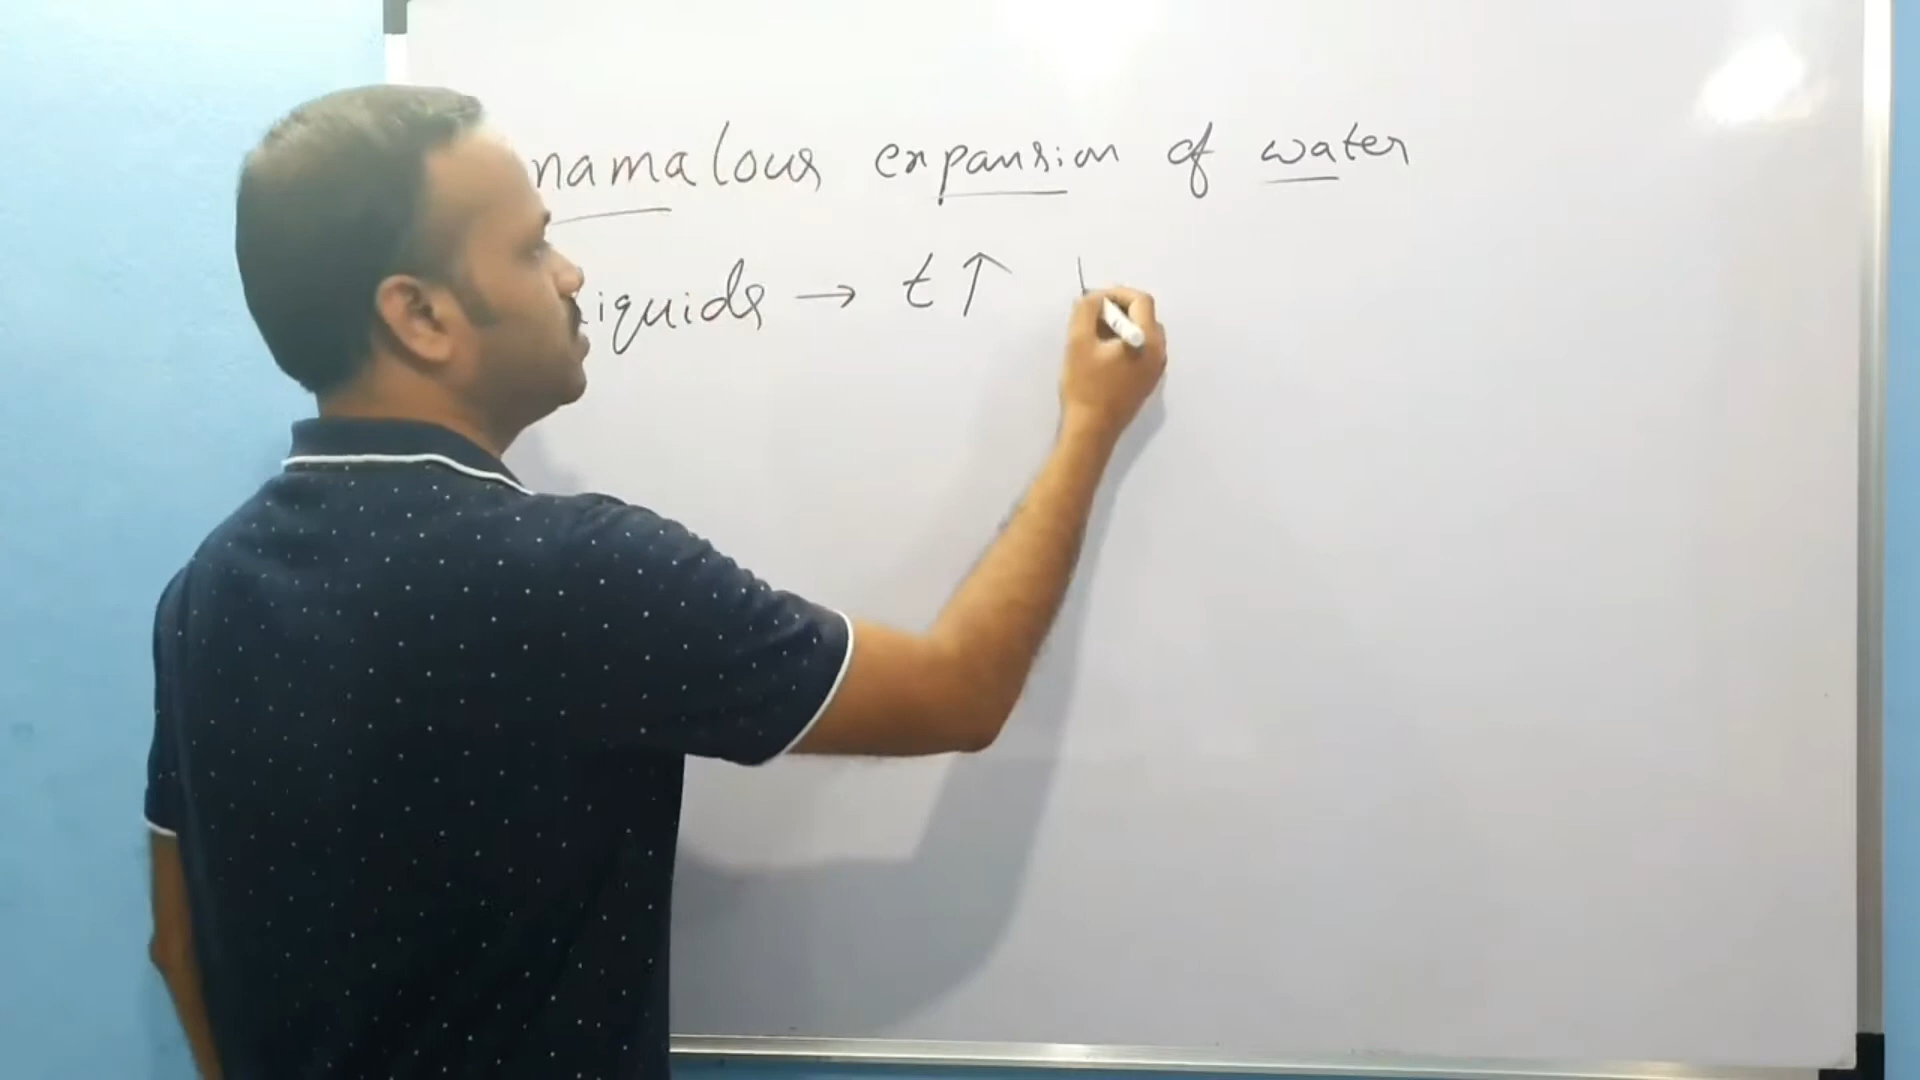 namalous expansion of water
iquids → t↑